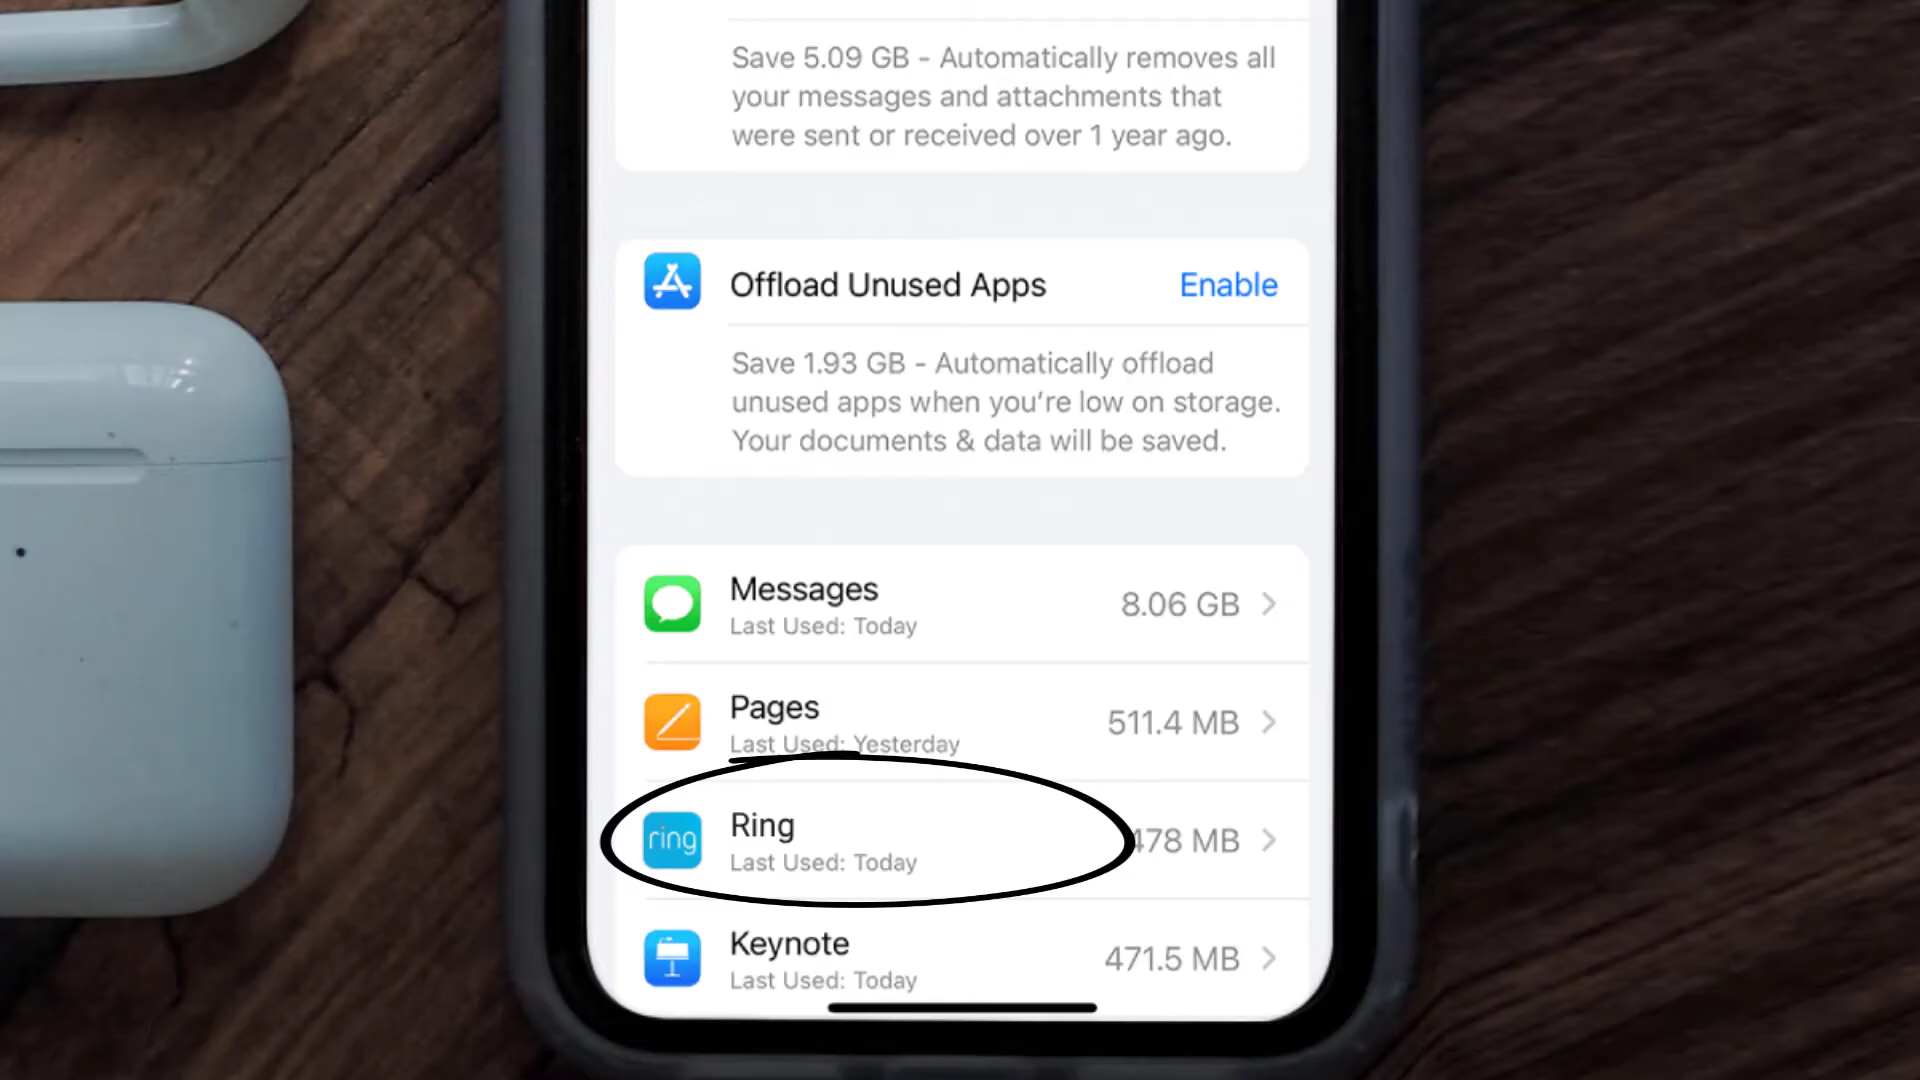 Save 5.09 GB - Automatically removes all
your messages and attachments that
were sent or received over 1 year ago.
Offload Unused Apps Enable
Save 1.93 GB - Automatically offload
unused apps when you're low on storage.
Your documents & data will be saved.
Messages
8.06 GB
Last Used: Today
Pages
511.4 MB
Last Used: Yesterday
Ring
ring
478 MB
Last Used: Today
Keynote
471.5 MB
Last Used: Today